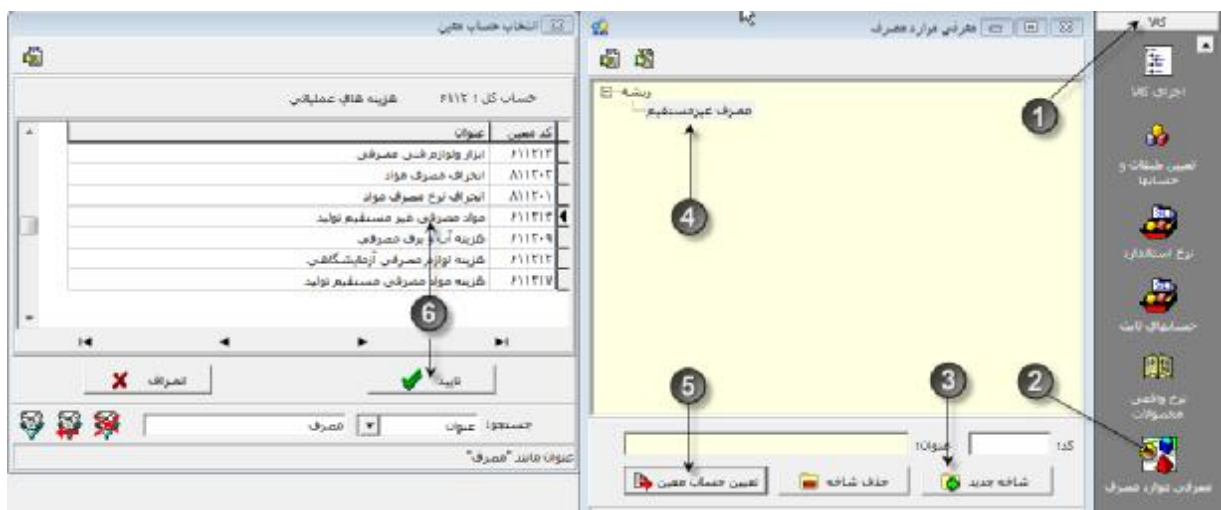 کالا
اجزای کالا
تعیین طبقات و
حسابها
نرخ استاندارد
حسابهای ثابت
نرخ واقعی
محصولات
معرفی موارد مصرف
معرفی موارد مصرف
ریشه
مصرف غیرمستقیم
کد:
عنوان:
شاخه جدید
حذف شاخه
تعیین حساب معین
انتخاب حساب معین
حساب کل : ۶۱۱۲ هزینه های عملیاتی
کد معین عنوان
۶۱۱۲۱۳ ابزار ولوازم فنی مصرفی
۸۱۱۲۰۲ انحراف مصرف مواد
۸۱۱۲۰۱ انحراف نرخ مصرف مواد
۶۱۱۳۱۴ مواد مصرفی غیر مستقیم تولید
۶۱۱۲۰۹ هزینه آب و برق مصرفی
۶۱۱۲۱۲ هزینه لوازم مصرفی آزمایشگاهی
۶۱۱۳۱۷ هزینه مواد مصرفی مستقیم تولید
تایید
انصراف
جستجو: عنوان مصرف
عنوان مانند "مصرف"
1
2
3
4
5
6